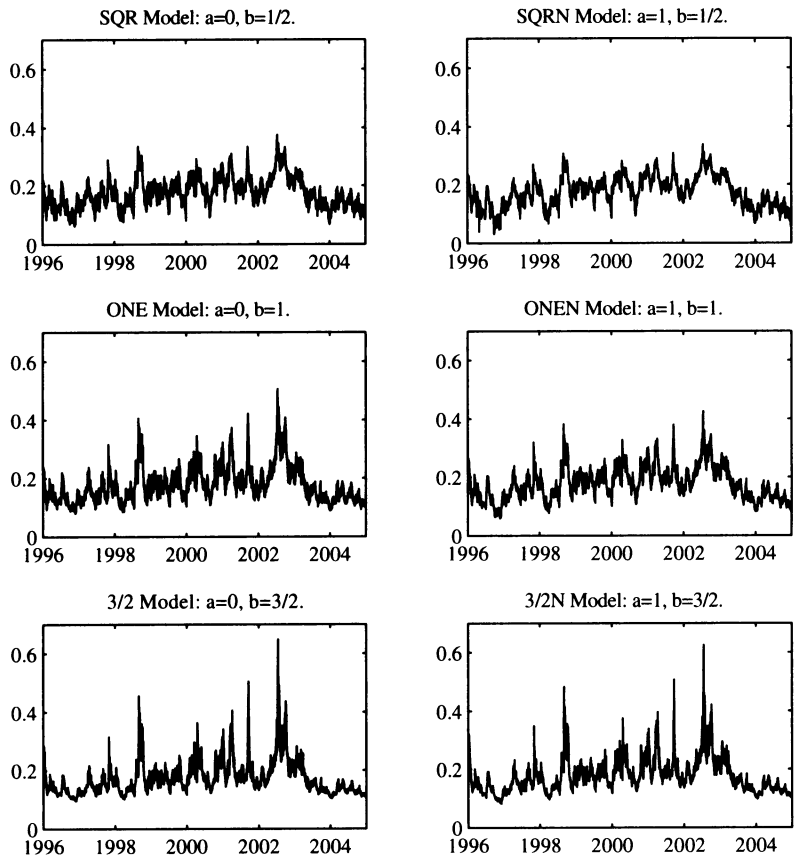 SQR Model: a=0, b=1/2.
0.6
0.4
0.2
0
1996 1998 2000 2002 2004
SQRN Model: a=1, b=1/2.
0.6
0.4
0.2
0
1996 1998 2000 2002 2004
ONE Model: a=0, b=1.
0.6
0.4
0.2
0
1996 1998 2000 2002 2004
ONEN Model: a=1, b=1.
0.6
0.4
0.2
0
1996 1998 2000 2002 2004
3/2 Model: a=0, b=3/2.
0.6
0.4
0.2
0
1996 1998 2000 2002 2004
3/2N Model: a=1, b=3/2.
0.6
0.4
0.2
0
1996 1998 2000 2002 2004